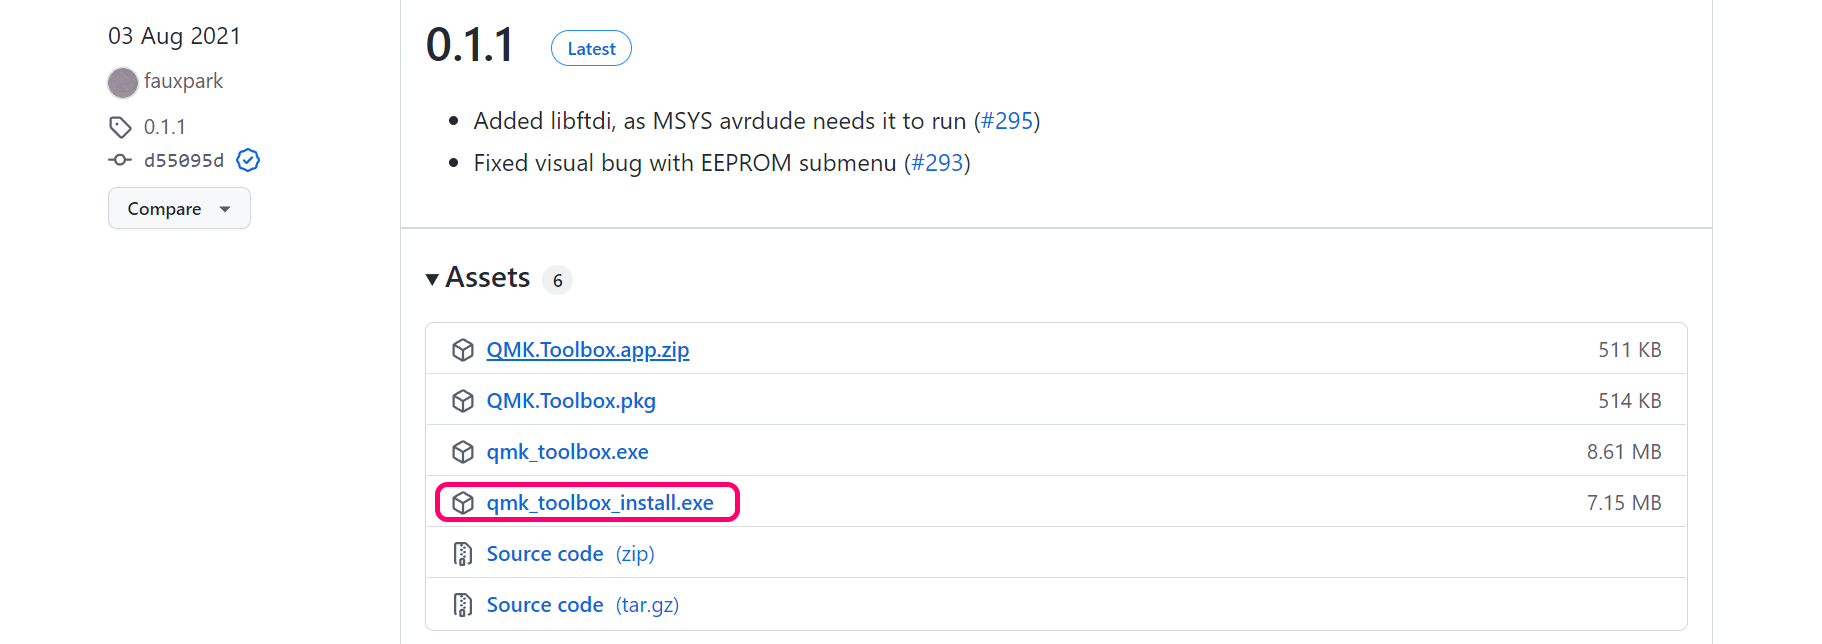 03 Aug 2021
fauxpark
0.1.1
d55095d
Compare
0.1.1 Latest
Added libftdi, as MSYS avrdude needs it to run (#295)
Fixed visual bug with EEPROM submenu (#293)
Assets 6
QMK.Toolbox.app.zip 511 KB
QMK.Toolbox.pkg 514 KB
qmk_toolbox.exe 8.61 MB
qmk_toolbox_install.exe 7.15 MB
Source code (zip)
Source code (tar.gz)